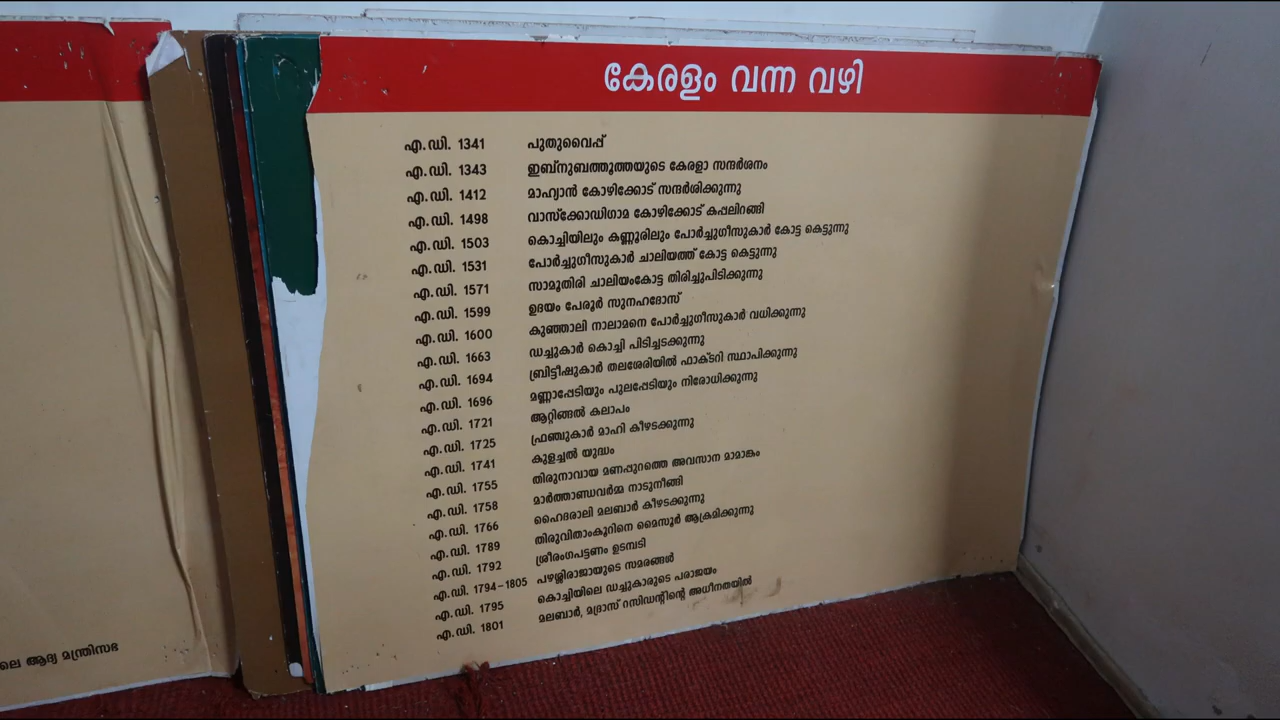 കേരളം വന്ന വഴി
എ.ഡി. 1341 പുതുവൈപ്പ്
എ.ഡി. 1343 ഇബ്നുബത്തൂത്തയുടെ കേരളാ സന്ദർശനം
എ.ഡി. 1412 മാഹ്വാൻ കോഴിക്കോട് സന്ദർശിക്കുന്നു
എ.ഡി. 1498 വാസ്ക്കോഡിഗാമ കോഴിക്കോട് കപ്പലിറങ്ങി
എ.ഡി. 1503 കൊച്ചിയിലും കണ്ണൂരിലും പോർച്ചുഗീസുകാർ കോട്ട കെട്ടുന്നു
എ.ഡി. 1531 പോർച്ചുഗീസുകാർ ചാലിയത്ത് കോട്ട കെട്ടുന്നു
എ.ഡി. 1571 സാമൂതിരി ചാലിയംകോട്ട തിരിച്ചുപിടിക്കുന്നു
എ.ഡി. 1599 ഉദയം പേരൂർ സുനഹദോസ്
എ.ഡി. 1600 കുഞ്ഞാലി നാലാമനെ പോർച്ചുഗീസുകാർ വധിക്കുന്നു
എ.ഡി. 1663 ഡച്ചുകാർ കൊച്ചി പിടിച്ചടക്കുന്നു
എ.ഡി. 1694 ബ്രിട്ടീഷുകാർ തലശേരിയിൽ ഫാക്ടറി സ്ഥാപിക്കുന്നു
എ.ഡി. 1696 മണ്ണാപ്പേടിയും പുലപ്പേടിയും നിരോധിക്കുന്നു
എ.ഡി. 1721 ആറ്റിങ്ങൽ കലാപം
എ.ഡി. 1725 ഫ്രഞ്ചുകാർ മാഹി കീഴടക്കുന്നു
എ.ഡി. 1741 കുളച്ചൽ യുദ്ധം
എ.ഡി. 1755 തിരുനാവായ മണപ്പുറത്തെ അവസാന മാമാങ്കം
എ.ഡി. 1758 മാർത്താണ്ഡവർമ്മ നാടുനീങ്ങി
എ.ഡി. 1766 ഹൈദരാലി മലബാർ കീഴടക്കുന്നു
എ.ഡി. 1789 തിരുവിതാംകൂറിനെ മൈസൂർ ആക്രമിക്കുന്നു
എ.ഡി. 1792 ശ്രീരംഗപട്ടണം ഉടമ്പടി
എ.ഡി. 1794-1805 പഴശ്ശിരാജായുടെ സമരങ്ങൾ
എ.ഡി. 1795 കൊച്ചിയിലെ ഡച്ചുകാരുടെ പരാജയം
എ.ഡി. 1801 മലബാർ, മദ്രാസ് റസിഡന്റിന്റെ അധീനതയിൽ
ലെ ആദ്യ മന്ത്രിസഭ